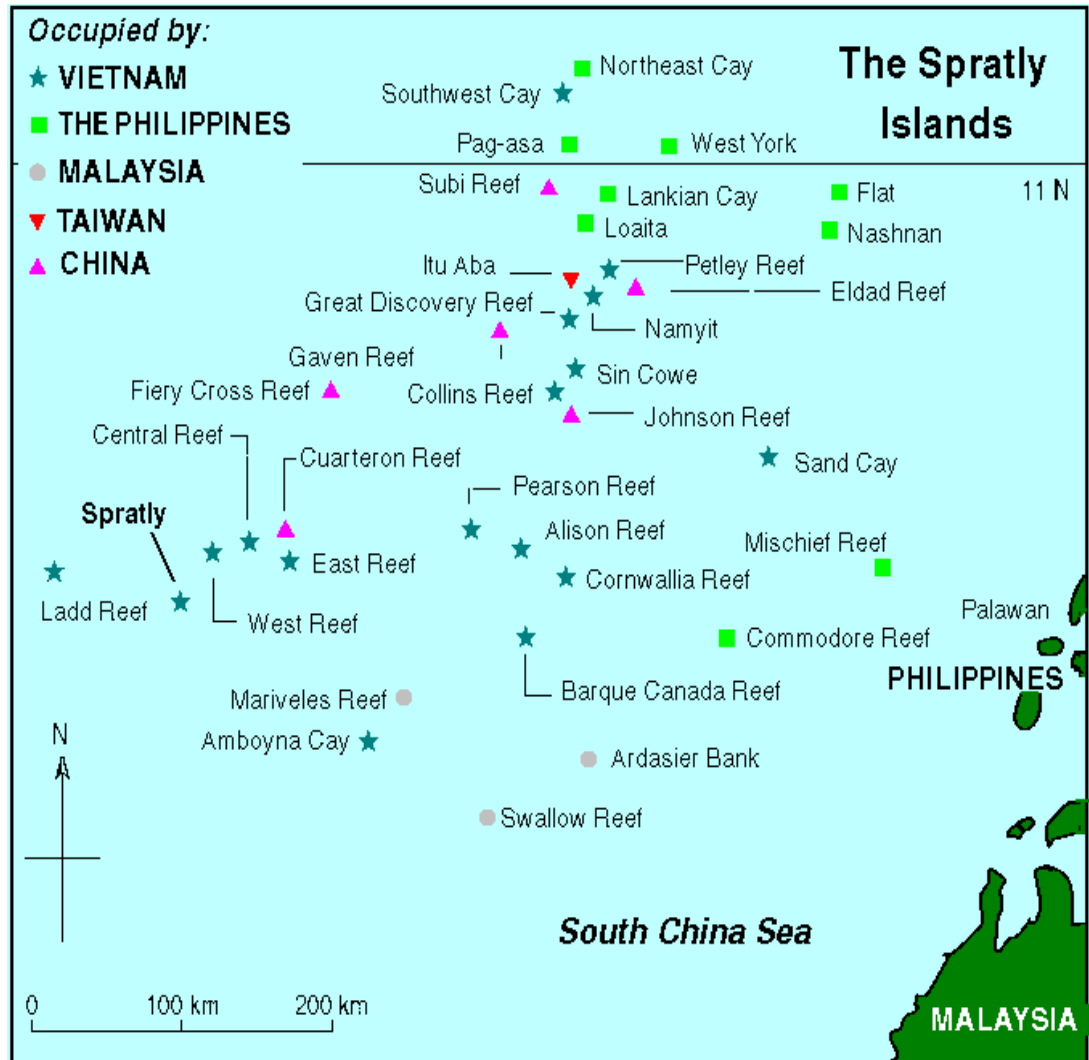 Occupied by:
VIETNAM
THE PHILIPPINES
MALAYSIA
TAIWAN
CHINA
The Spratly
Islands
Northeast Cay
Southwest Cay
Pag-asa
West York
Subi Reef
Lankian Cay
Flat
11 N
Loaita
Nashnan
Itu Aba
Petley Reef
Eldad Reef
Great Discovery Reef
Namyit
Gaven Reef
Sin Cowe
Fiery Cross Reef
Collins Reef
Johnson Reef
Central Reef
Cuarteron Reef
Sand Cay
Pearson Reef
Spratly
Alison Reef
Mischief Reef
East Reef
Cornwallia Reef
Ladd Reef
West Reef
Palawan
Commodore Reef
PHILIPPINES
Barque Canada Reef
Mariveles Reef
Amboyna Cay
N
Ardasier Bank
Swallow Reef
South China Sea
0
100 km
200 km
MALAYSIA